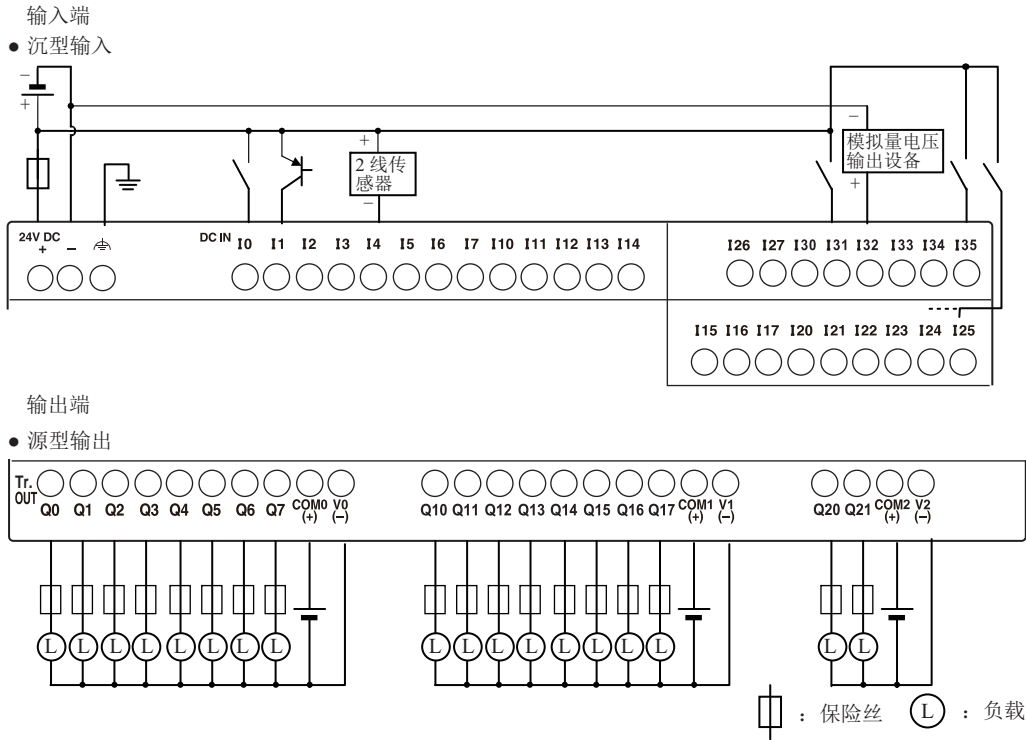 输入端
● 沉型输入
−
+
+
2 线传
感器
−
−
模拟量电压
输出设备
+
24V DC
+ −
DC IN I0 I1 I2 I3 I4 I5 I6 I7 I10 I11 I12 I13 I14
I26 I27 I30 I31 I32 I33 I34 I35
I15 I16 I17 I20 I21 I22 I23 I24 I25
输出端
● 源型输出
Tr.
OUT
Q0 Q1 Q2 Q3 Q4 Q5 Q6 Q7 COM0 (+) V0 (−)
Q10 Q11 Q12 Q13 Q14 Q15 Q16 Q17 COM1 (+) V1 (−)
Q20 Q21 COM2 (+) V2 (−)
L L L L L L L L
L L L L L L L L
L L
：保险丝 L ：负载